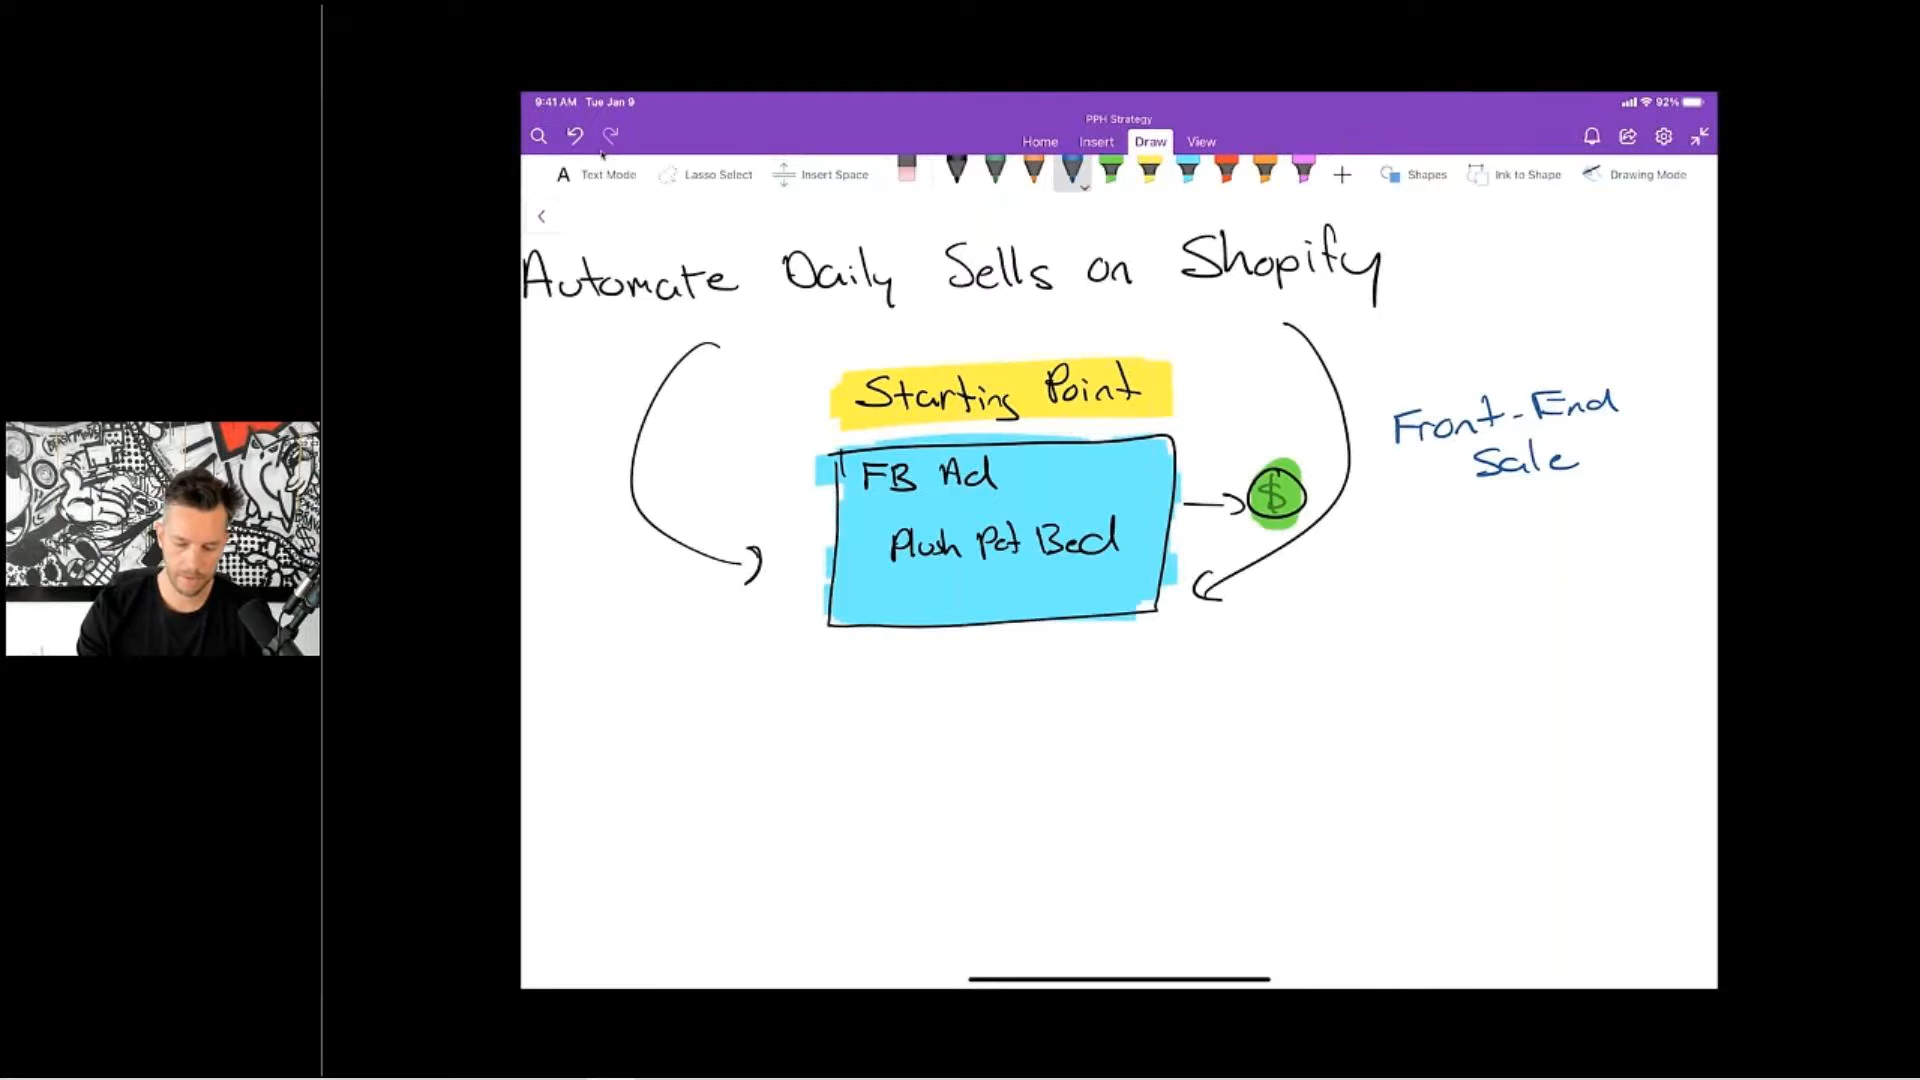 9:41 AM Tue Jan 9
92%
PPH Strategy
Home Insert Draw View
A Text Mode Lasso Select Insert Space Shapes Ink to Shape Drawing Mode
Automate Daily Sells on Shopify
Starting Point
Front-End
Sale
FB Ad
$
Plush Pet Bed